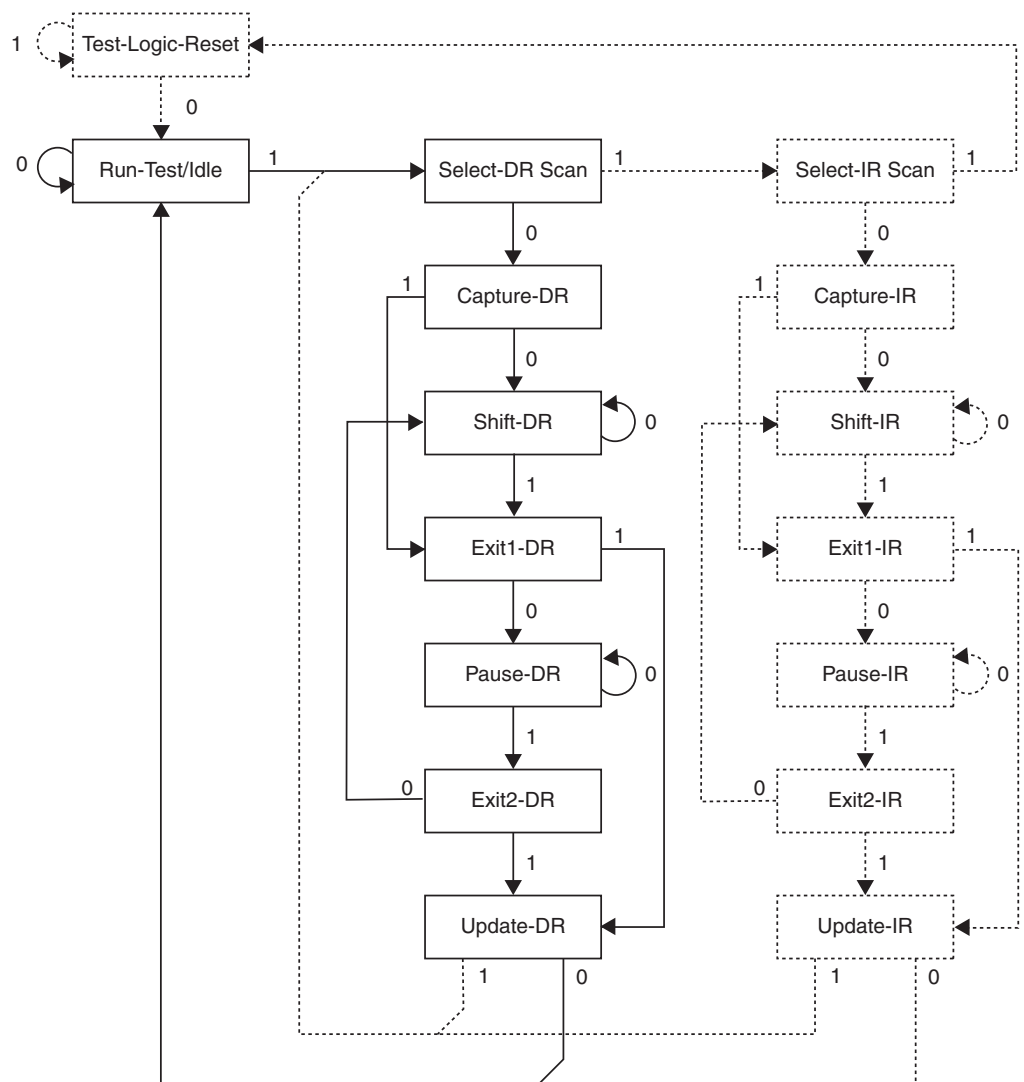 Test-Logic-Reset
1
0
Run-Test/Idle
0
1
Select-DR Scan
1
Select-IR Scan
1
0
0
Capture-DR
1
Capture-IR
1
0
0
Shift-DR
0
Shift-IR
0
1
1
Exit1-DR
1
Exit1-IR
1
0
0
Pause-DR
0
Pause-IR
0
1
1
Exit2-DR
0
Exit2-IR
0
1
1
Update-DR
Update-IR
1
0
1
0